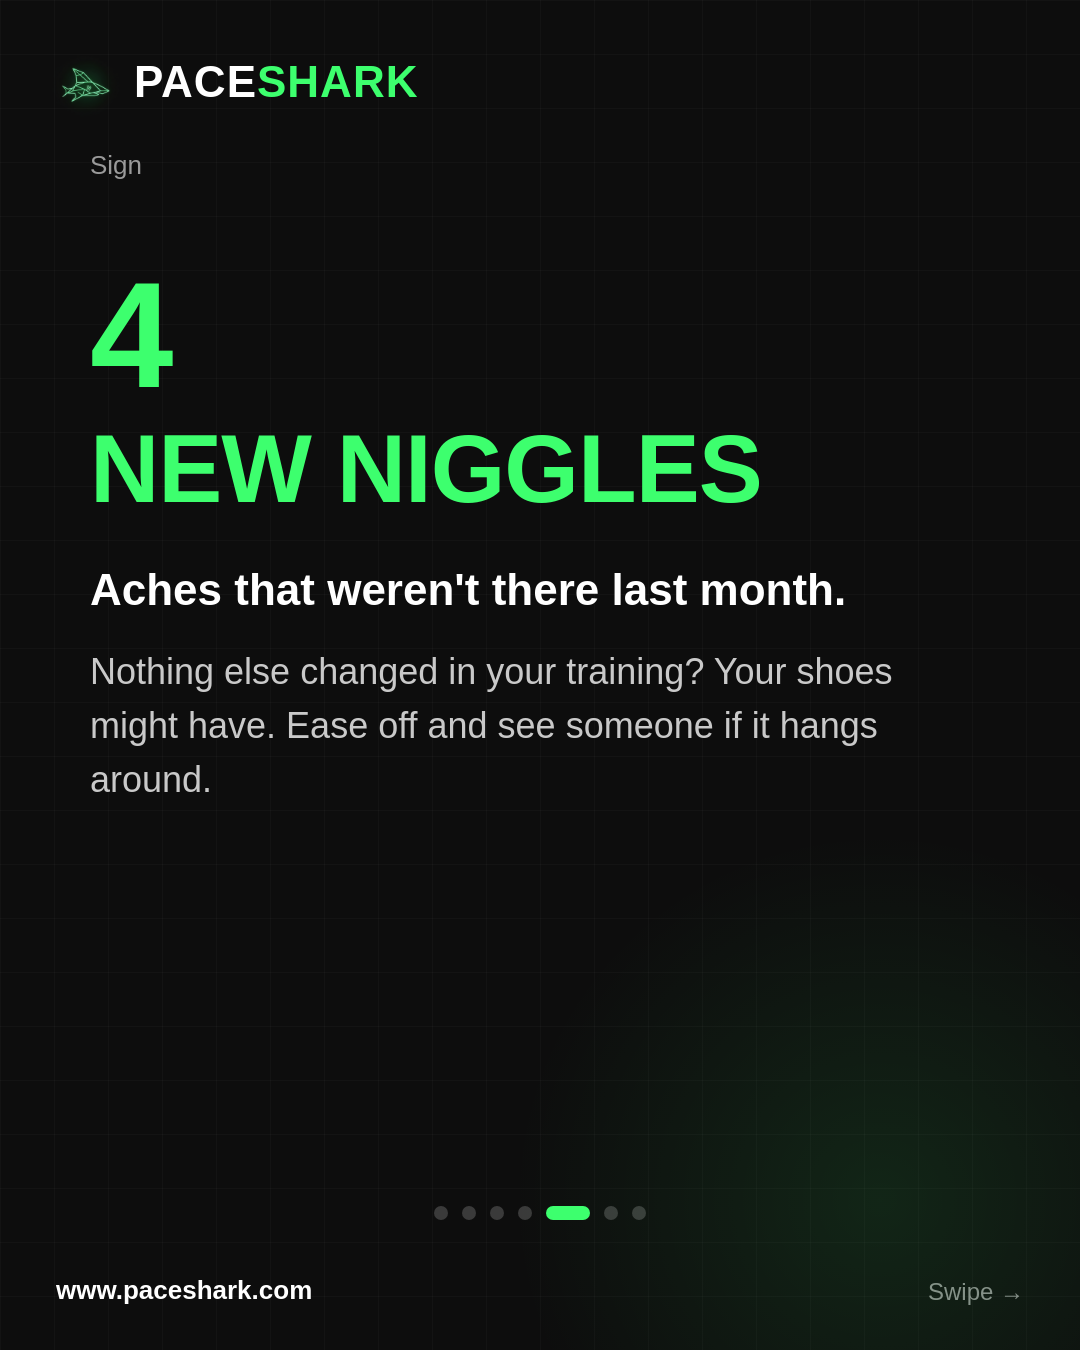 PACESHARK
Sign
4
NEW NIGGLES
Aches that weren't there last month.
Nothing else changed in your training? Your shoes
might have. Ease off and see someone if it hangs
around.
www.paceshark.com
Swipe →